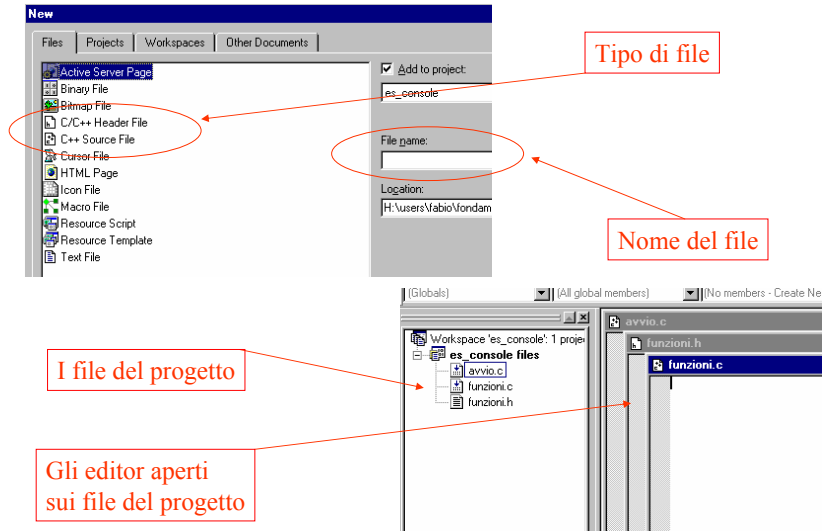 New
Files Projects Workspaces Other Documents
Active Server Page
Binary File
Bitmap File
C/C++ Header File
C++ Source File
Cursor File
HTML Page
Icon File
Macro File
Resource Script
Resource Template
Text File
Add to project:
es_console
File name:
Location:
H:\users\fabio\fondam
Tipo di file
Nome del file
(Globals) (All global members) (No members - Create Ne
Workspace 'es_console': 1 proje
es_console files
avvio.c
funzioni.c
funzioni.h
avvio.c
funzioni.h
funzioni.c
I file del progetto
Gli editor aperti
sui file del progetto